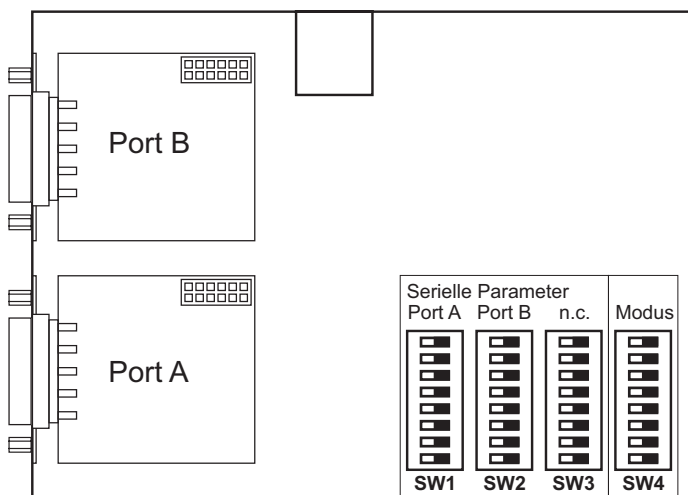 Port B
Port A
Serielle Parameter
Port A Port B n.c. Modus
SW1 SW2 SW3 SW4